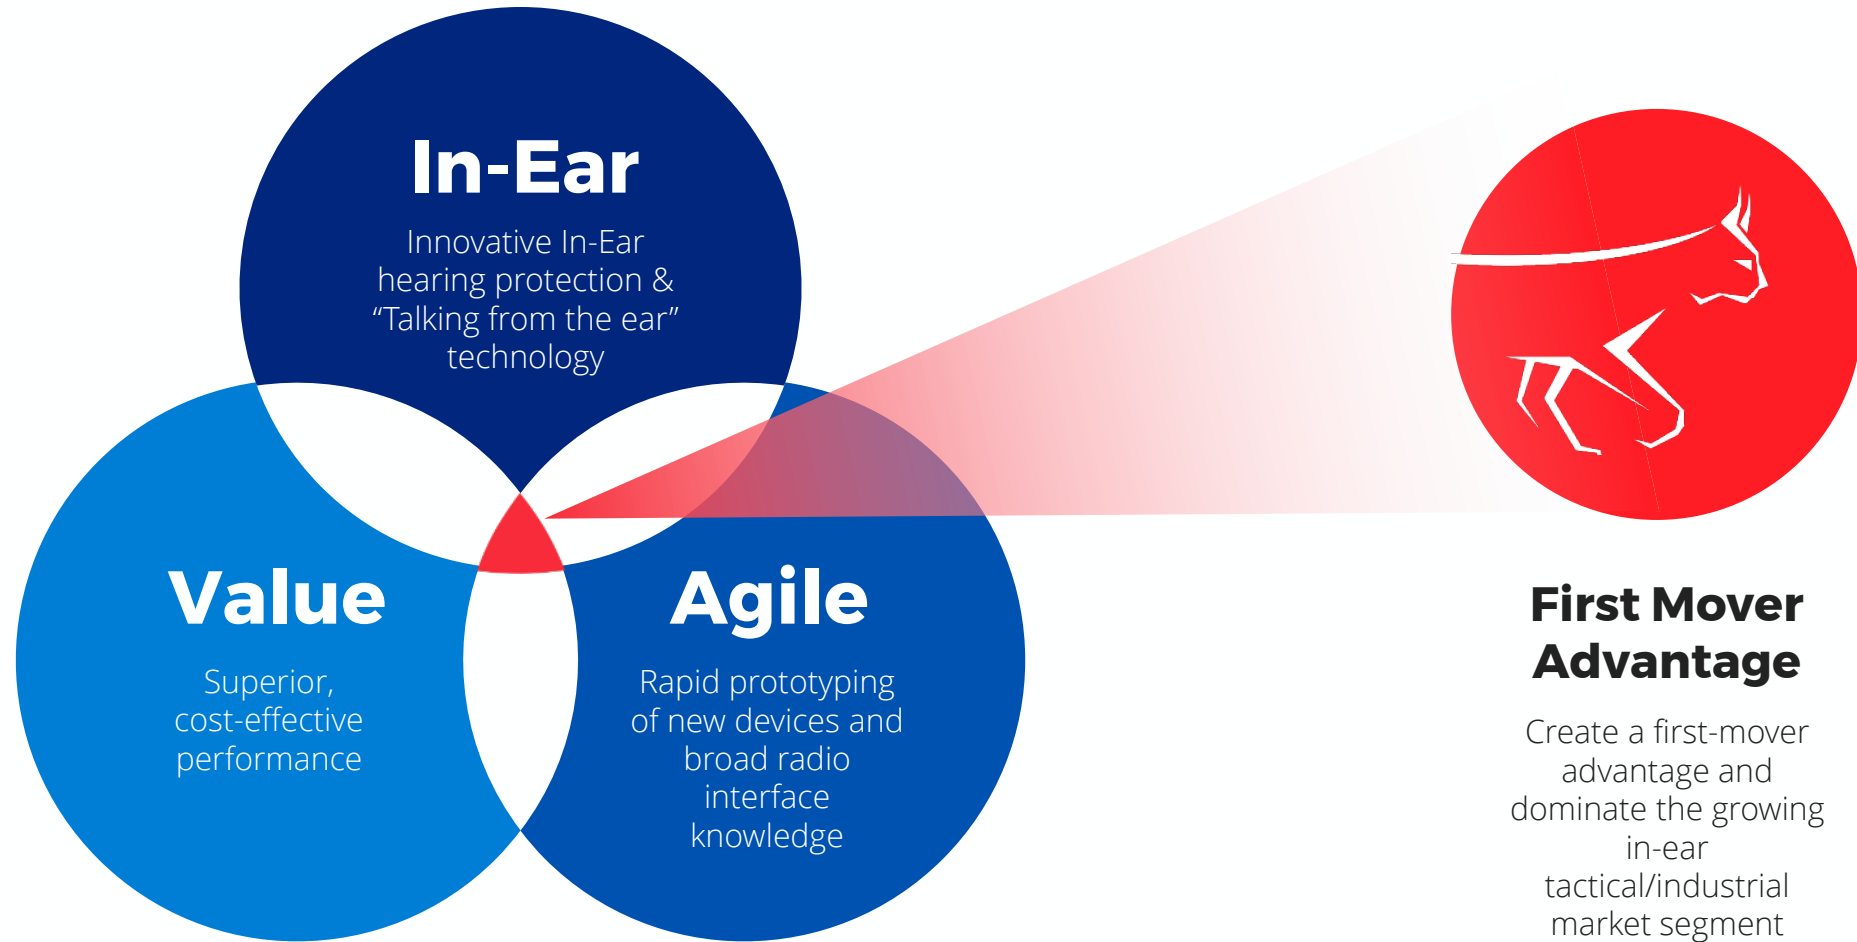 In-Ear
Innovative In-Ear
hearing protection &
“Talking from the ear”
technology
Value
Superior,
cost-effective
performance
Agile
Rapid prototyping
of new devices and
broad radio
interface
knowledge
First Mover
Advantage
Create a first-mover
advantage and
dominate the growing
in-ear
tactical/industrial
market segment